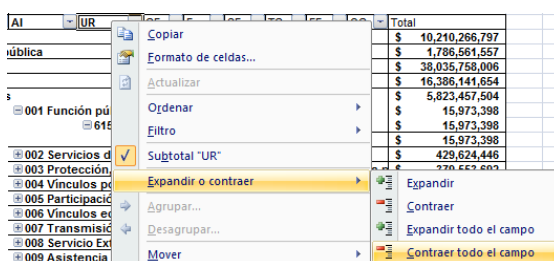 AI UR Total
Copiar $ 10,210,266,797
ública $ 1,786,561,557
Formato de celdas... $ 38,035,758,006
Actualizar $ 16,386,141,654
s $ 5,823,457,504
001 Función pú Ordenar $ 15,973,398
615 Filtro $ 15,973,398
$ 15,973,398
002 Servicios d Subtotal "UR" $ 429,624,446
003 Protección,
004 Vínculos po Expandir o contraer Expandir
005 Participació Agrupar... Contraer
006 Vínculos ec
007 Transmisió Desagrupar... Expandir todo el campo
008 Servicio Ext
009 Asistencia Mover Contraer todo el campo